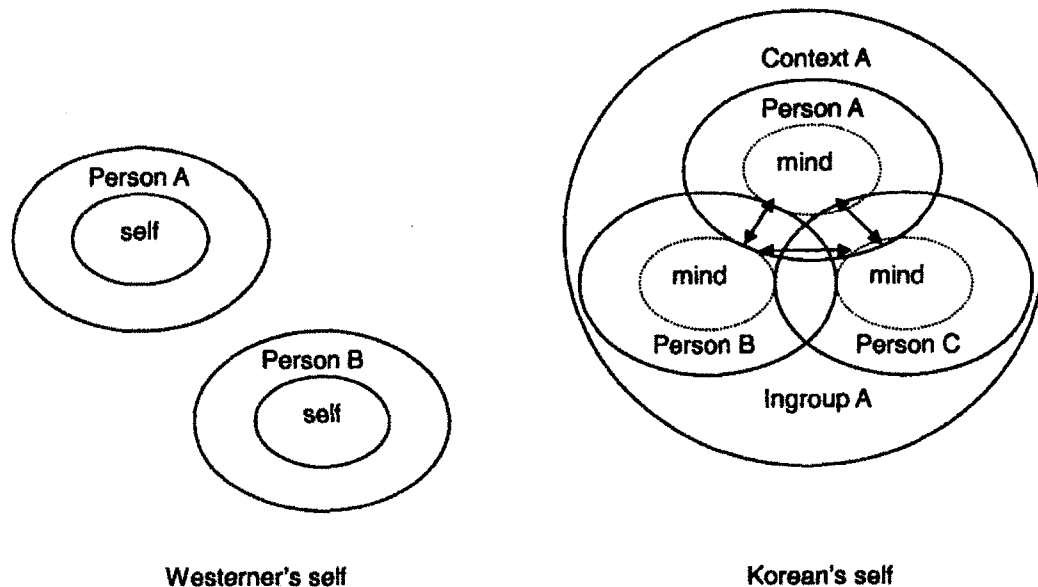 Person A
self
Person B
self
Westerner's self
Context A
Person A
mind
mind
mind
Person B
Person C
Ingroup A
Korean's self